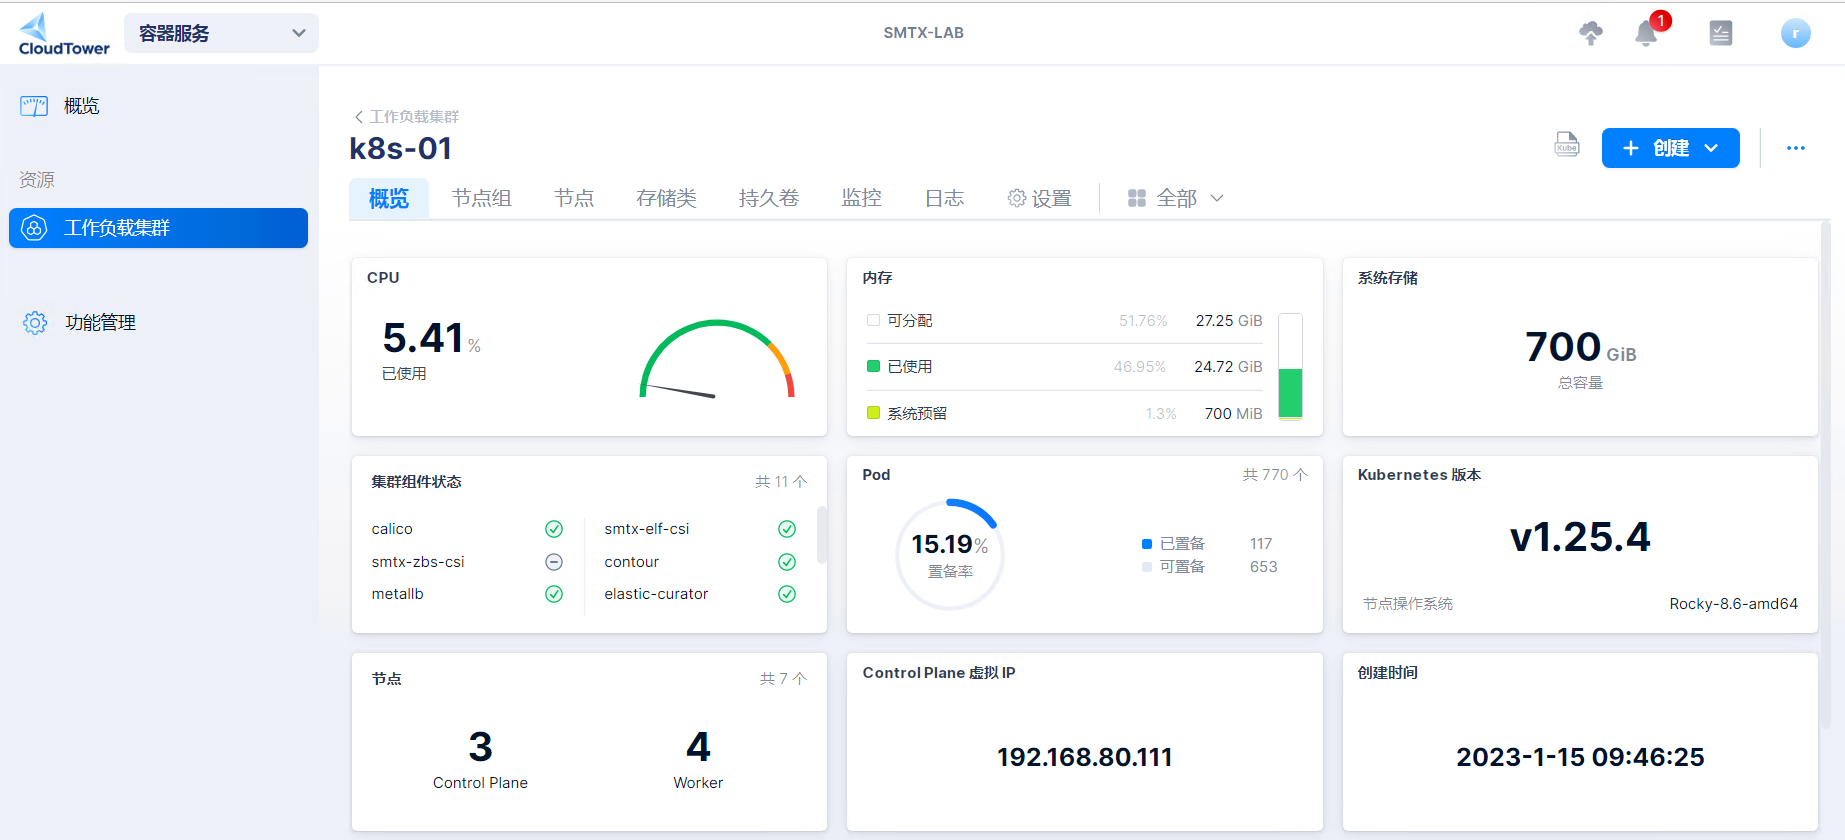 CloudTower
容器服务
SMTX-LAB
1
r
概览
资源
工作负载集群
功能管理
工作负载集群
k8s-01
Kube
创建
概览
节点组
节点
存储类
持久卷
监控
日志
设置
全部
CPU
5.41 %
已使用
内存
可分配 51.76% 27.25 GiB
已使用 46.95% 24.72 GiB
系统预留 1.3% 700 MiB
系统存储
700 GiB
总容量
集群组件状态 共 11 个
calico
smtx-elf-csi
smtx-zbs-csi
contour
metallb
elastic-curator
Pod 共 770 个
15.19%
置备率
已置备 117
可置备 653
Kubernetes 版本
v1.25.4
节点操作系统 Rocky-8.6-amd64
节点 共 7 个
3
Control Plane
4
Worker
Control Plane 虚拟 IP
192.168.80.111
创建时间
2023-1-15 09:46:25